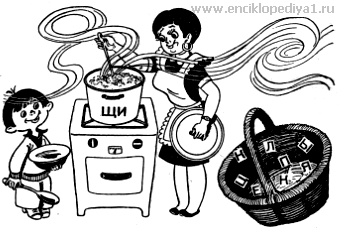 www.enciklopediya1.ru
ЩИ
Н Л Ы
П
Е Н Я